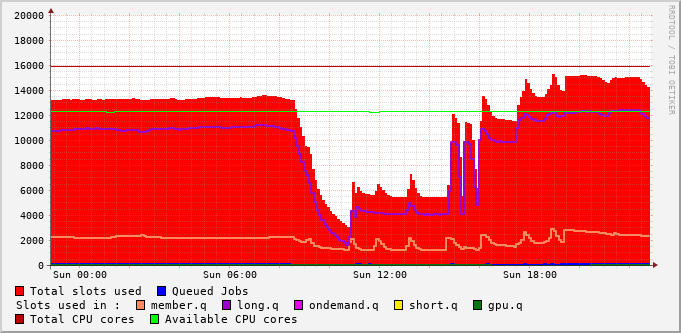 20000
18000
16000
14000
12000
10000
8000
6000
4000
2000
0
Sun 00:00 Sun 06:00 Sun 12:00 Sun 18:00
RRDTOOL / TOBI OETIKER
Total slots used Queued Jobs
Slots used in : member.q long.q ondemand.q short.q gpu.q
Total CPU cores Available CPU cores